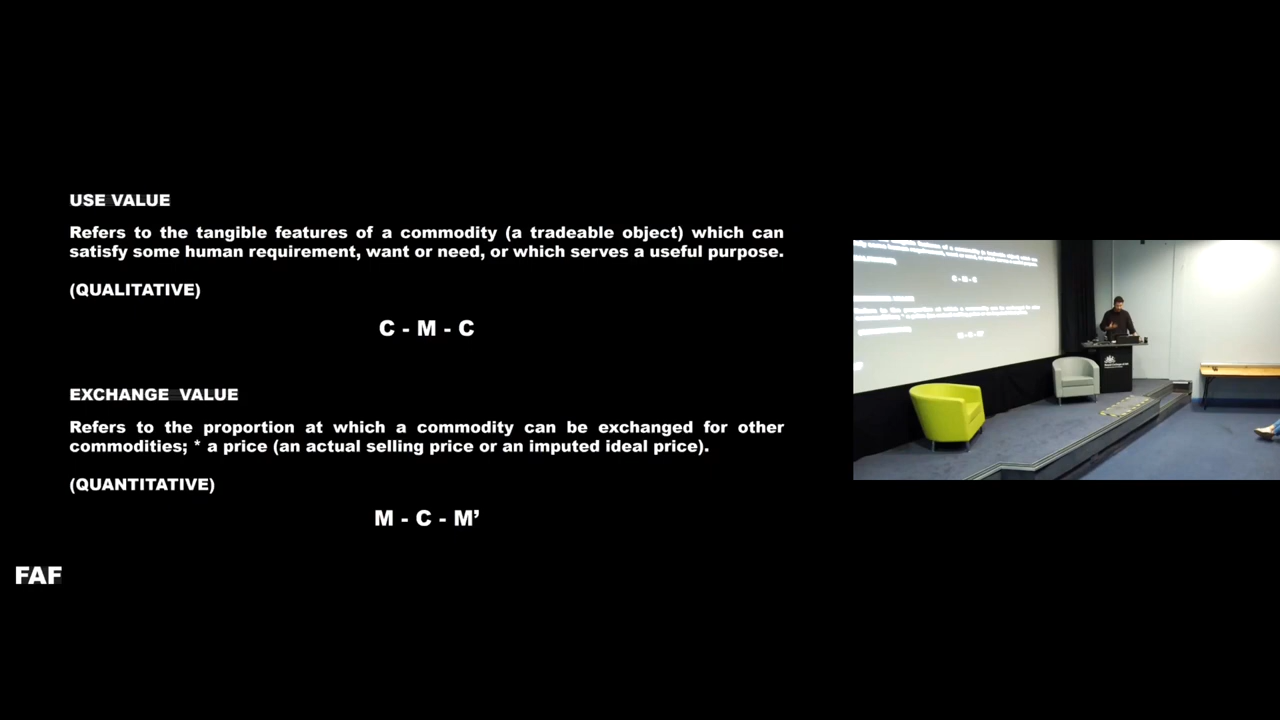 USE VALUE
Refers to the tangible features of a commodity (a tradeable object) which can
satisfy some human requirement, want or need, or which serves a useful purpose.
(QUALITATIVE)
C - M - C
EXCHANGE VALUE
Refers to the proportion at which a commodity can be exchanged for other
commodities; * a price (an actual selling price or an imputed ideal price).
(QUANTITATIVE)
M - C - M’
FAF